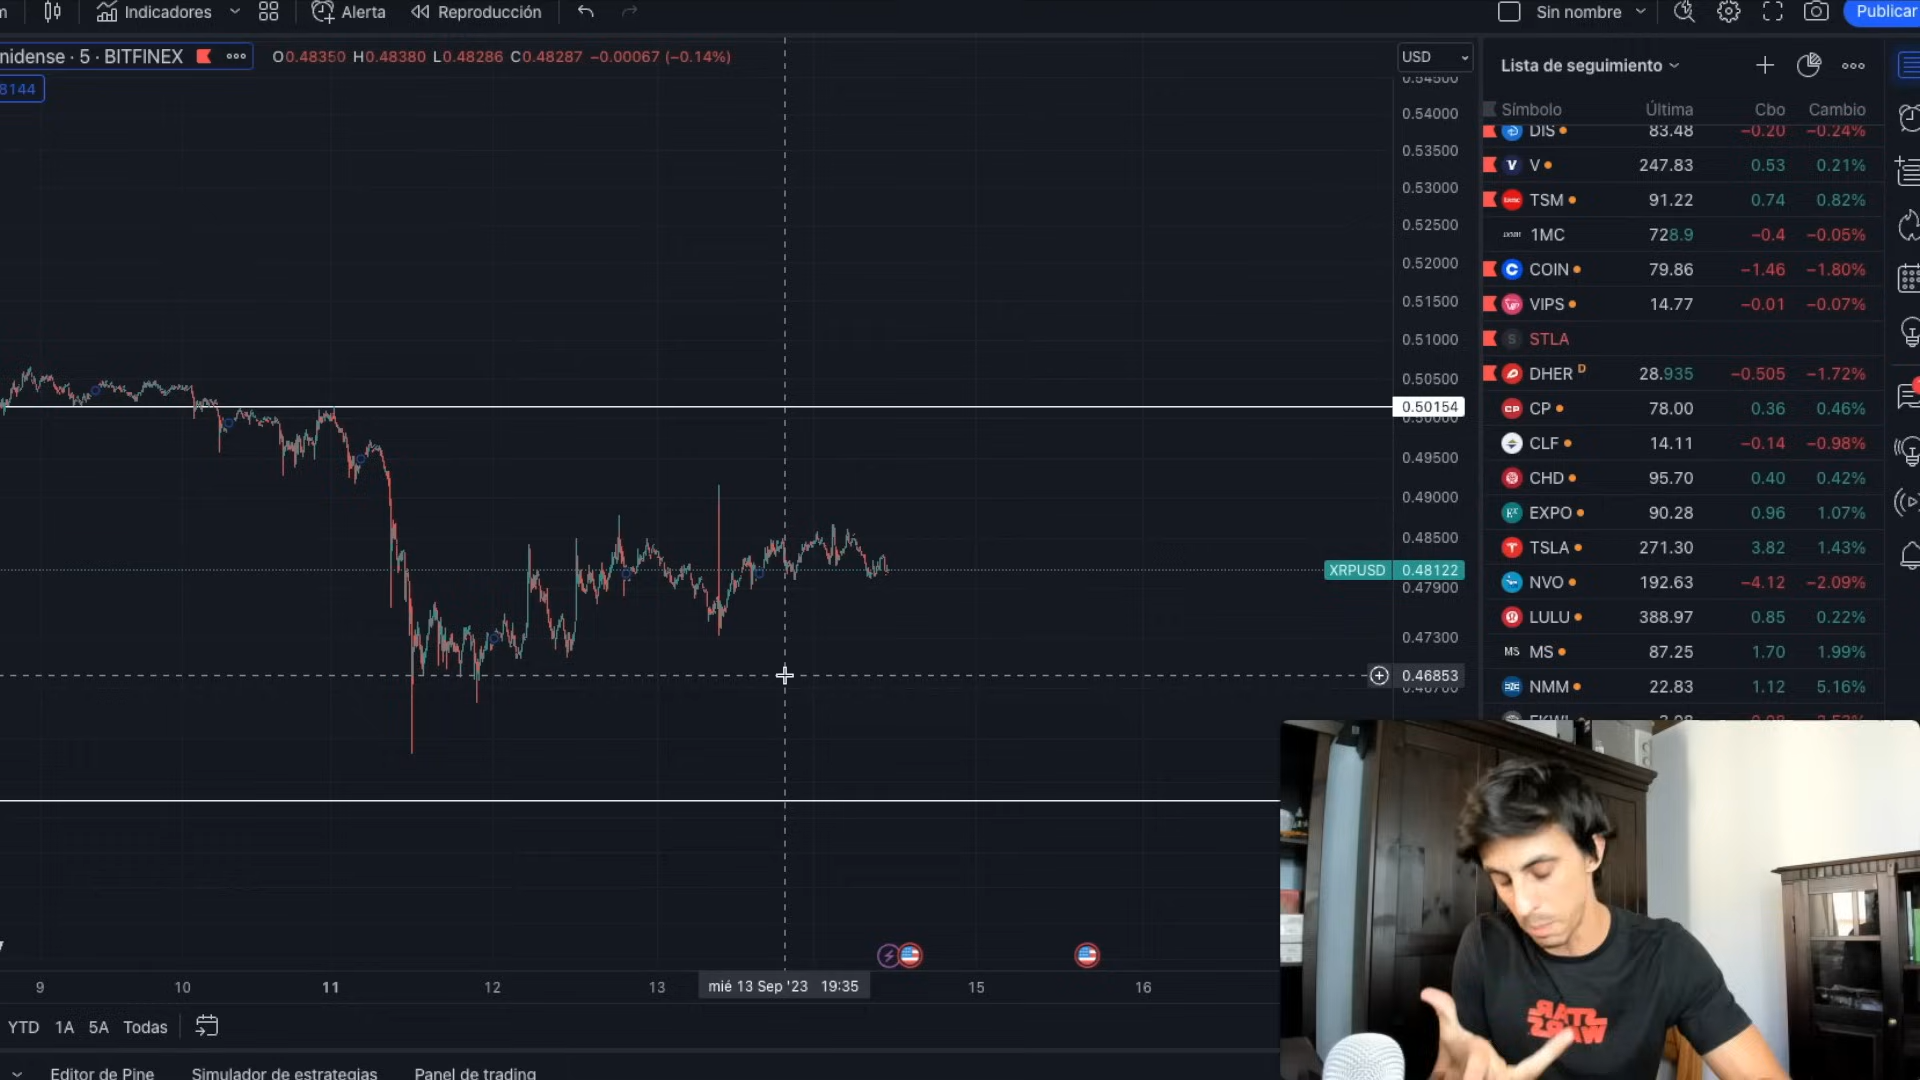 Indicadores
Alerta
Reproducción
Sin nombre
Publicar
nidense · 5 · BITFINEX
O0.48350 H0.48380 L0.48286 C0.48287 −0.00067 (−0.14%)
8144
USD
0.54500
0.54000
0.53500
0.53000
0.52500
0.52000
0.51500
0.51000
0.50500
0.50154
0.50000
0.49500
0.49000
0.48500
XRPUSD 0.48122
0.47900
0.47300
0.46853
0.46700
Lista de seguimiento
Símbolo Última Cbo Cambio
DIS 83.48 −0.20 −0.24%
V 247.83 0.53 0.21%
TSM 91.22 0.74 0.82%
1MC 728.9 −0.4 −0.05%
COIN 79.86 −1.46 −1.80%
VIPS 14.77 −0.01 −0.07%
S STLA
DHER D 28.935 −0.505 −1.72%
CP 78.00 0.36 0.46%
CLF 14.11 −0.14 −0.98%
CHD 95.70 0.40 0.42%
EXPO 90.28 0.96 1.07%
TSLA 271.30 3.82 1.43%
NVO 192.63 −4.12 −2.09%
LULU 388.97 0.85 0.22%
MS MS 87.25 1.70 1.99%
NMM 22.83 1.12 5.16%
STAR
WARS
9 10 11 12 13 mié 13 Sep '23 19:35 15 16
YTD 1A 5A Todas
Editor de Pine
Simulador de estrategias
Panel de trading